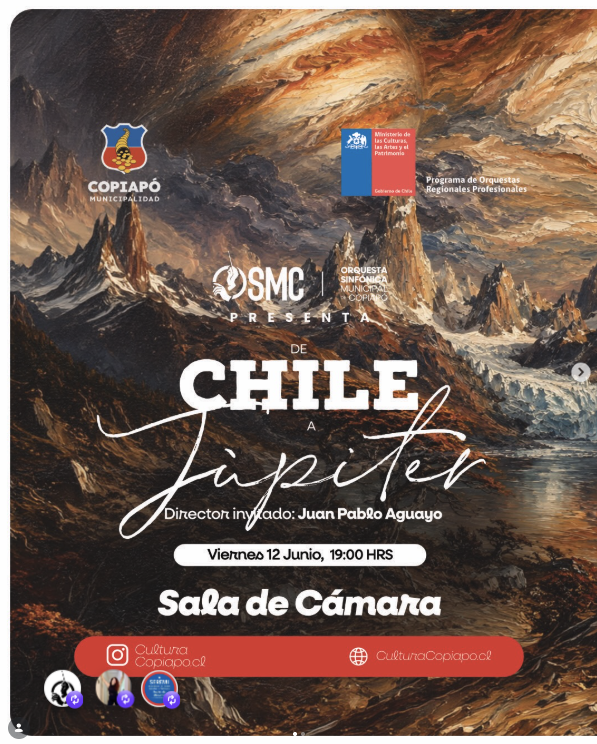 COPIAPÓ
MUNICIPALIDAD
Ministerio de
las Culturas,
las Artes y el
Patrimonio
Gobierno de Chile
Programa de Orquestas
Regionales Profesionales
OSMC
ORQUESTA
SINFÓNICA
MUNICIPAL
COPIAPÓ
PRESENTA
DE
CHILE
A
Jùpiter
Director invitado: Juan Pablo Aguayo
Viernes 12 Junio, 19:00 HRS
Sala de Cámara
Cultura
Copiapo.cl
CulturaCopiapo.cl